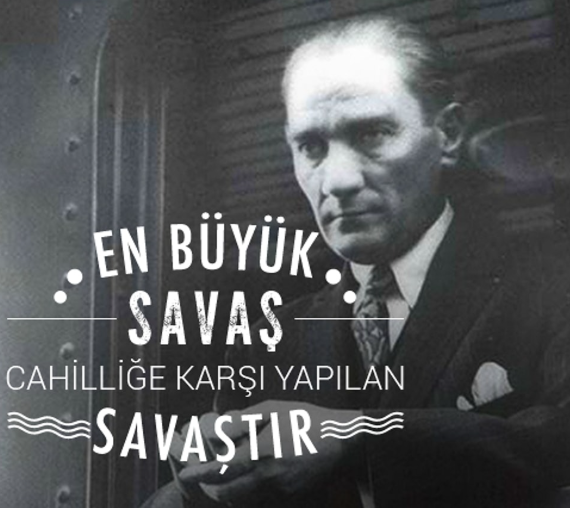 EN BÜYÜK
SAVAŞ
CAHİLLİĞE KARŞI YAPILAN
SAVAŞTIR